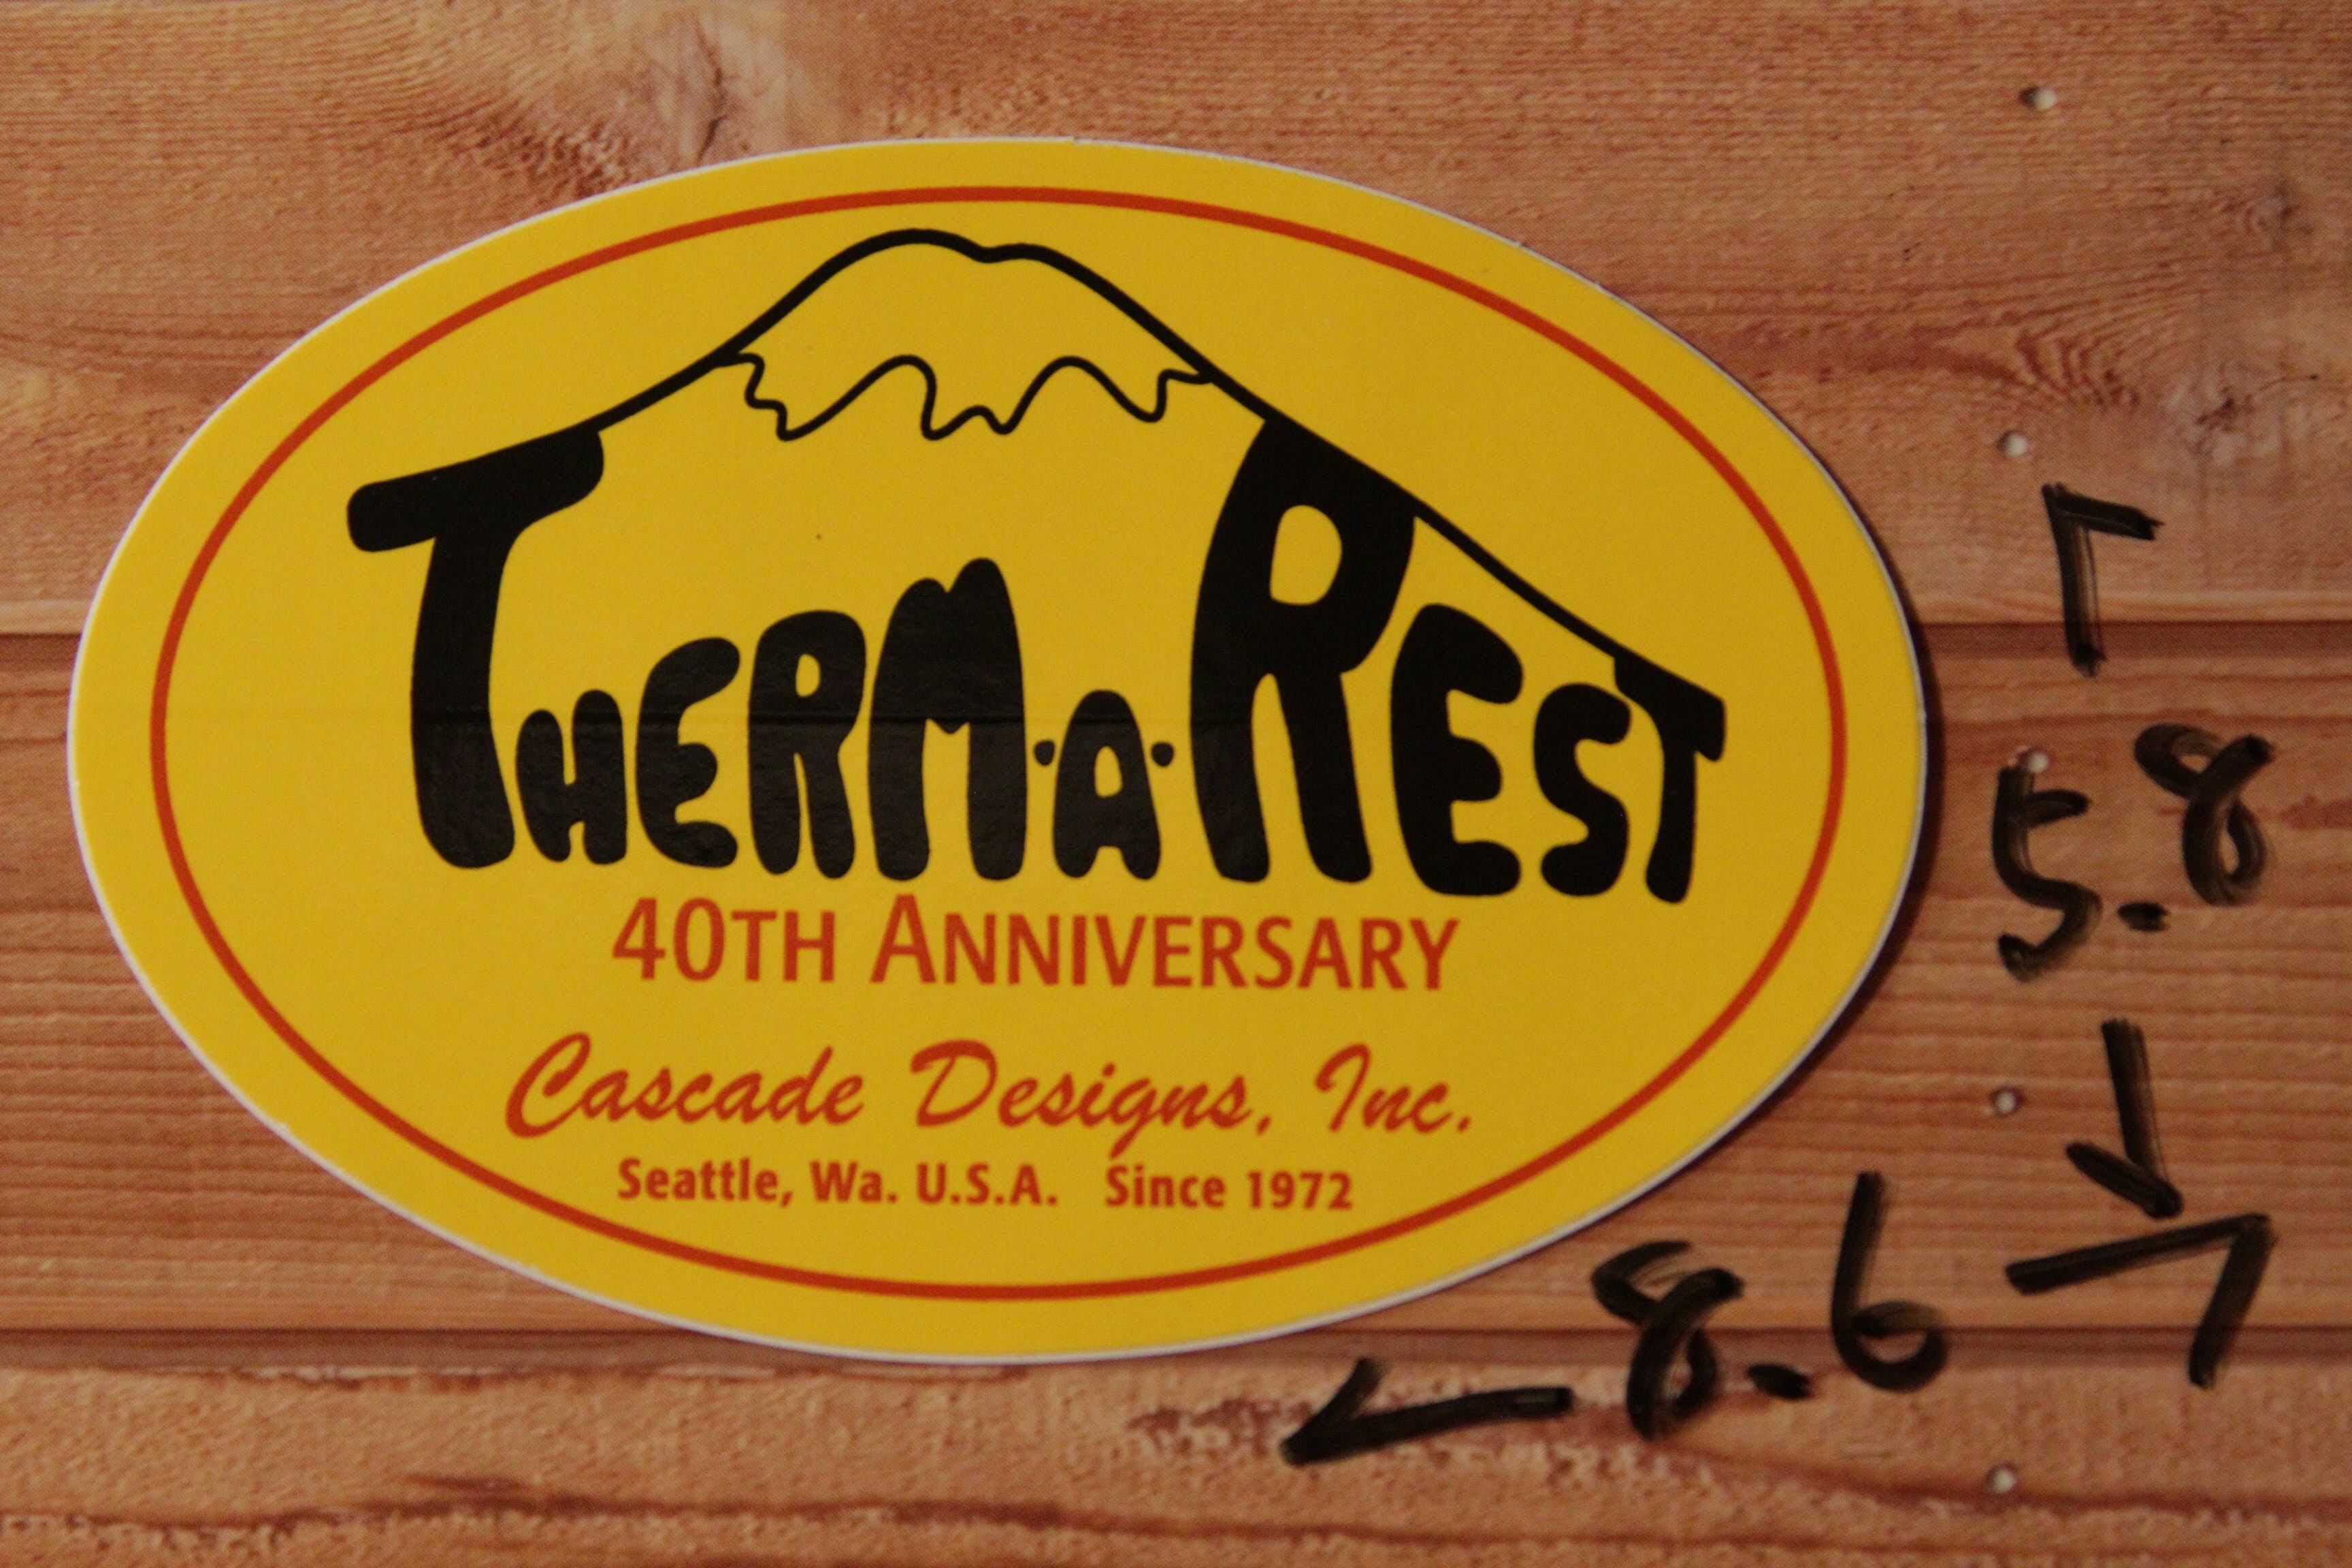 THERM·A·REST
40TH ANNIVERSARY
Cascade Designs, Inc.
Seattle, Wa. U.S.A. Since 1972
5.8
8.6